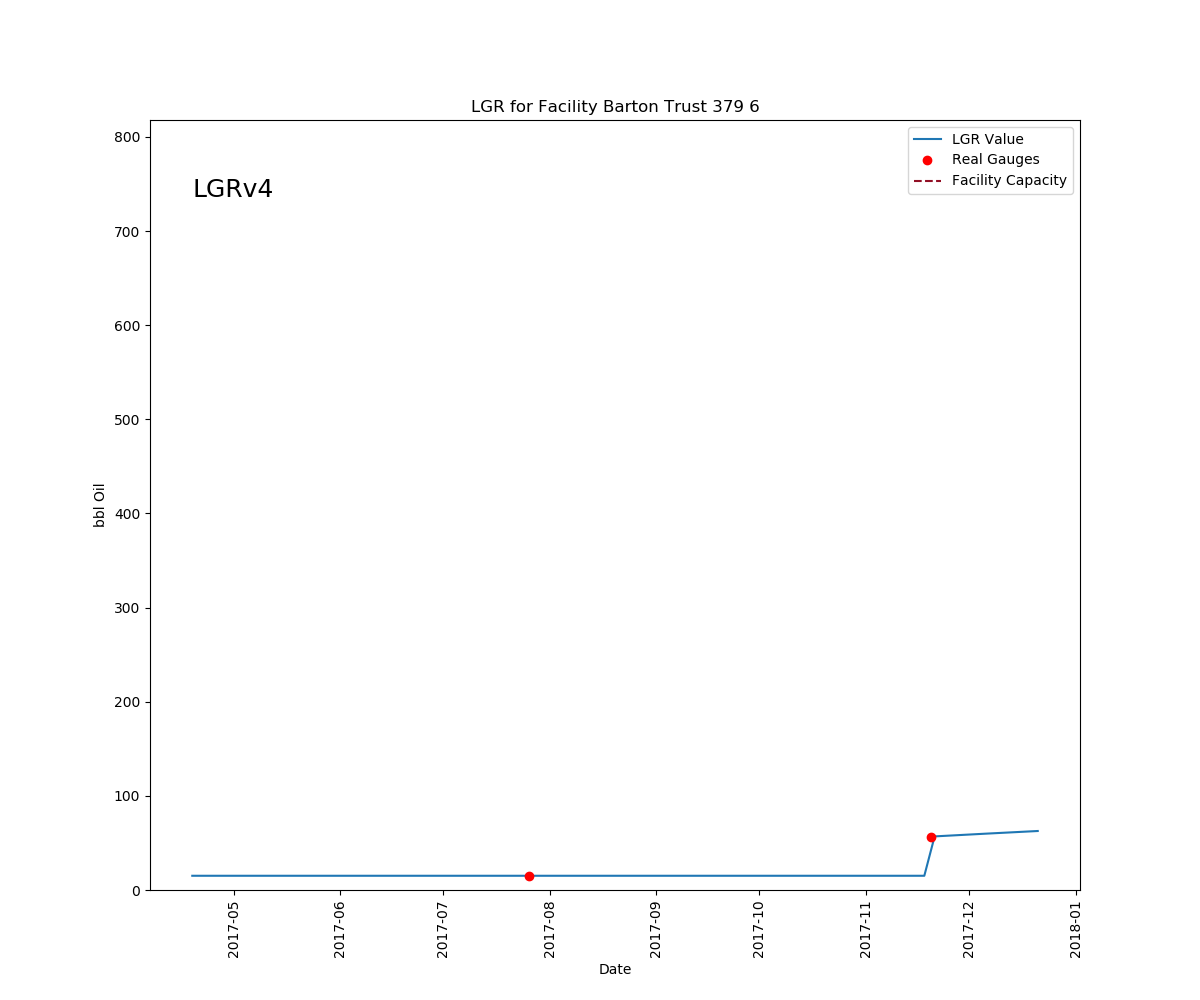 LGR for Facility Barton Trust 379 6
LGRv4
LGR Value
Real Gauges
Facility Capacity
800
700
600
500
400
300
200
100
0
bbl Oil
2017-05
2017-06
2017-07
2017-08
2017-09
2017-10
2017-11
2017-12
2018-01
Date